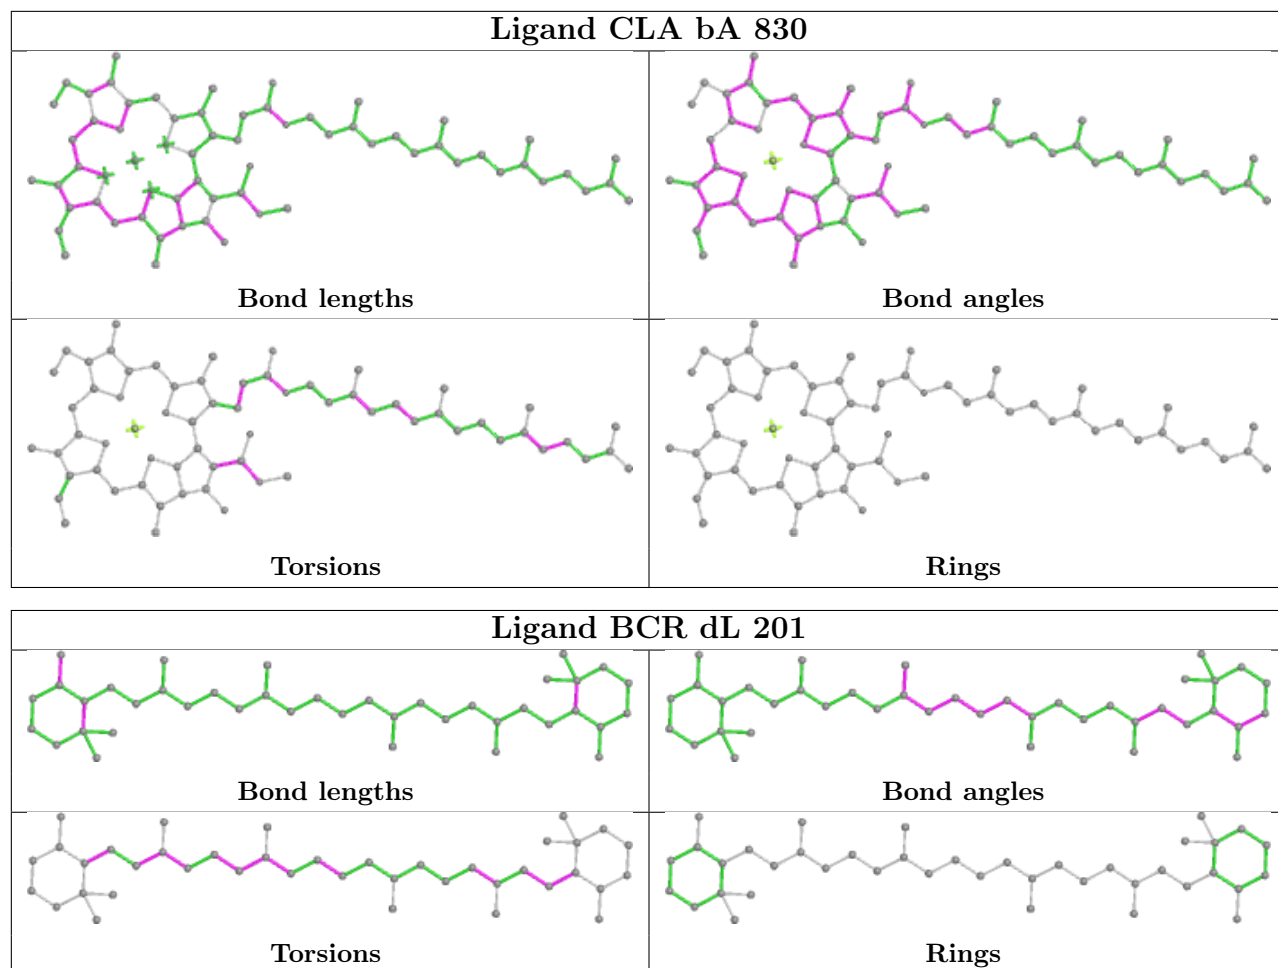 Ligand CLA bA 830
Bond lengths
Bond angles
Torsions
Rings
Ligand BCR dL 201
Bond lengths
Bond angles
Torsions
Rings